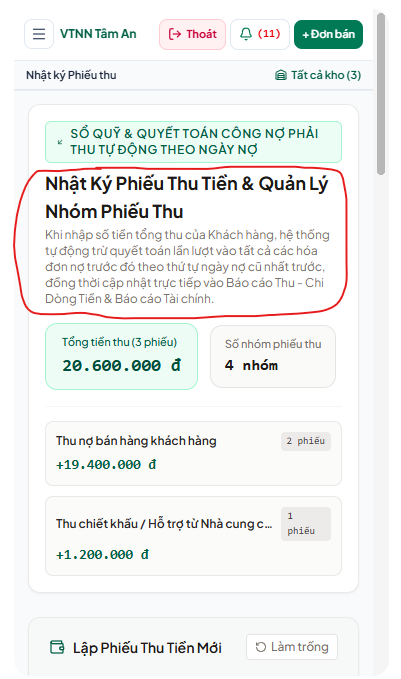 VTNN Tâm An
Thoát
(11)
+Đơn bán
Nhật ký Phiếu thu
Tất cả kho (3)
SỔ QUỸ & QUYẾT TOÁN CÔNG NỢ PHẢI
THU TỰ ĐỘNG THEO NGÀY NỢ
Nhật Ký Phiếu Thu Tiền & Quản Lý
Nhóm Phiếu Thu
Khi nhập số tiền tổng thu của Khách hàng, hệ thống
tự động trừ quyết toán lần lượt vào tất cả các hóa
đơn nợ trước đó theo thứ tự ngày nợ cũ nhất trước,
đồng thời cập nhật trực tiếp vào Báo cáo Thu - Chi
Dòng Tiền & Báo cáo Tài chính.
Tổng tiền thu (3 phiếu)
20.600.000 đ
Số nhóm phiếu thu
4 nhóm
Thu nợ bán hàng khách hàng
2 phiếu
+19.400.000 đ
Thu chiết khấu / Hỗ trợ từ Nhà cung c...
1
phiếu
+1.200.000 đ
Lập Phiếu Thu Tiền Mới
Làm trống